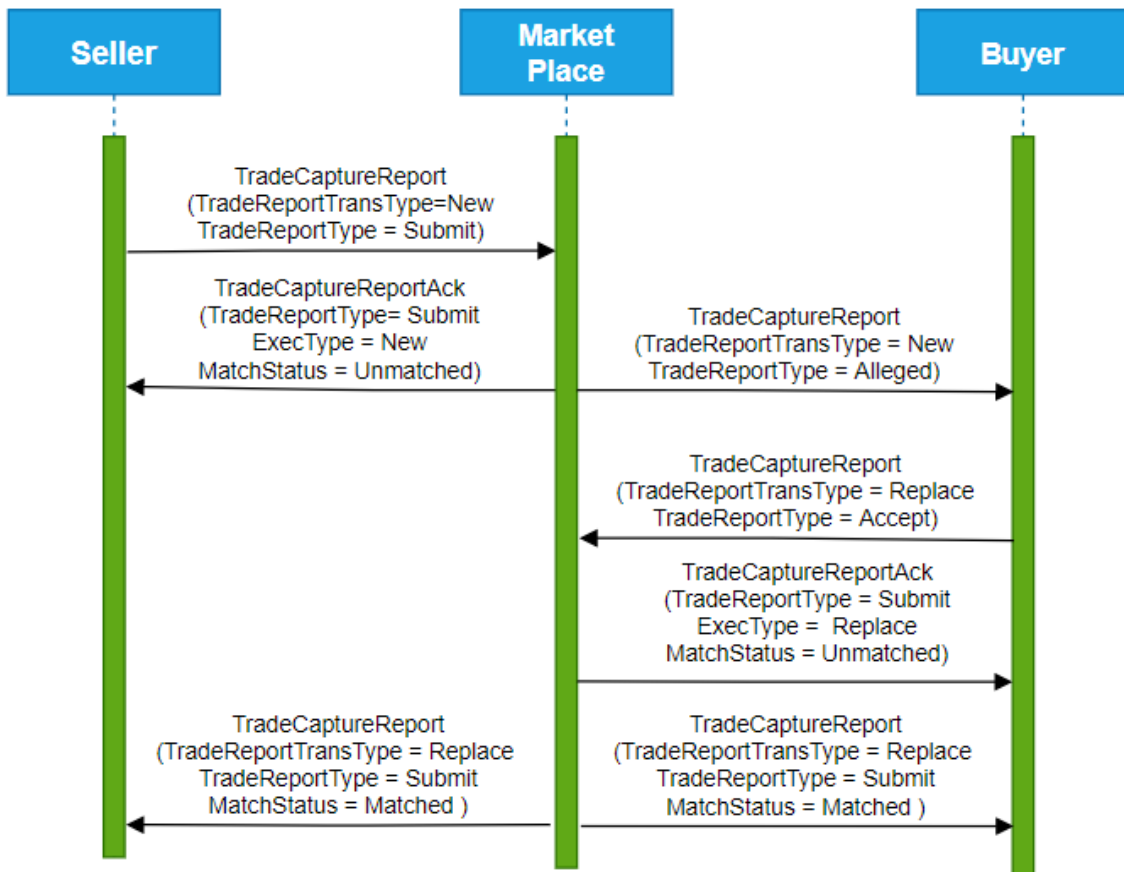 Seller
Market
Place
Buyer
TradeCaptureReport
(TradeReportTransType=New
TradeReportType = Submit)
TradeCaptureReportAck
(TradeReportType= Submit
ExecType = New
MatchStatus = Unmatched)
TradeCaptureReport
(TradeReportTransType = New
TradeReportType = Alleged)
TradeCaptureReport
(TradeReportTransType = Replace
TradeReportType = Accept)
TradeCaptureReportAck
(TradeReportType = Submit
ExecType =  Replace
MatchStatus = Unmatched)
TradeCaptureReport
(TradeReportTransType = Replace
TradeReportType = Submit
MatchStatus = Matched )
TradeCaptureReport
(TradeReportTransType = Replace
TradeReportType = Submit
MatchStatus = Matched )